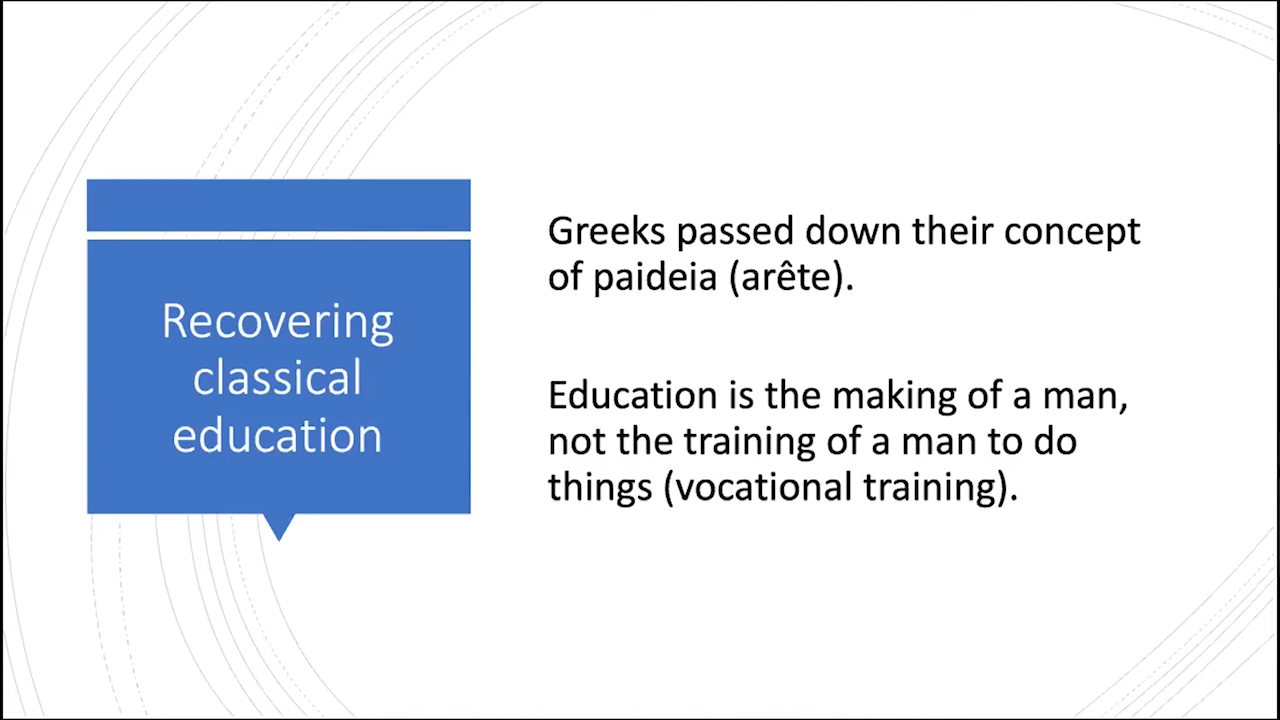 Recovering
classical
education
Greeks passed down their concept
of paideia (arête).
Education is the making of a man,
not the training of a man to do
things (vocational training).